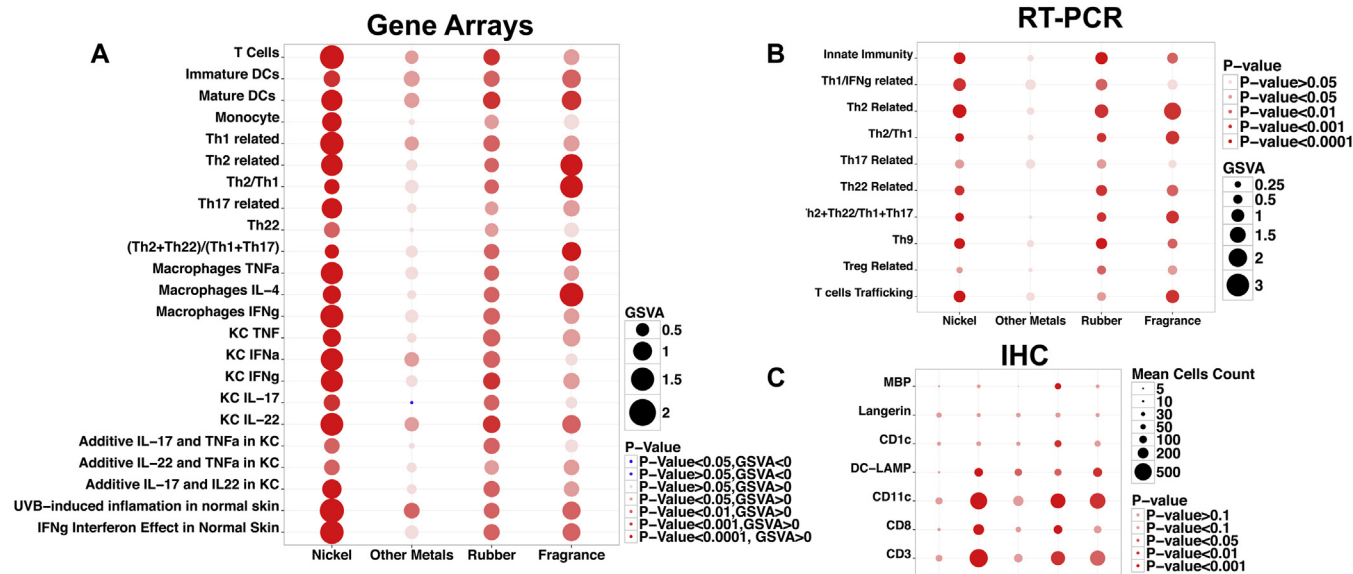 Gene Arrays
A
T Cells
Immature DCs
Mature DCs
Monocyte
Th1 related
Th2 related
Th2/Th1
Th17 related
Th22
(Th2+Th22)/(Th1+Th17)
Macrophages TNFa
Macrophages IL-4
Macrophages IFNg
KC TNF
KC IFNa
KC IFNg
KC IL-17
KC IL-22
Additive IL-17 and TNFa in KC
Additive IL-22 and TNFa in KC
Additive IL-17 and IL22 in KC
UVB-induced inflamation in normal skin
IFNg Interferon Effect in Normal Skin
Nickel Other Metals Rubber Fragrance
GSVA
0.5
1
1.5
2
P-Value
P-Value<0.05,GSVA<0
P-Value>0.05,GSVA<0
P-Value>0.05,GSVA>0
P-Value<0.05,GSVA>0
P-Value<0.01,GSVA>0
P-Value<0.001,GSVA>0
P-Value<0.0001, GSVA>0
RT-PCR
B
Innate Immunity
Th1/IFNg related
Th2 Related
Th2/Th1
Th17 Related
Th22 Related
Th2+Th22/Th1+Th17
Th9
Treg Related
T cells Trafficking
Nickel Other Metals Rubber Fragrance
P-value
P-value>0.05
P-value<0.05
P-value<0.01
P-value<0.001
P-value<0.0001
GSVA
0.25
0.5
1
1.5
2
3
IHC
C
MBP
Langerin
CD1c
DC-LAMP
CD11c
CD8
CD3
Mean Cells Count
5
10
30
50
100
200
500
P-value
P-value>0.1
P-value<0.1
P-value<0.05
P-value<0.01
P-value<0.001